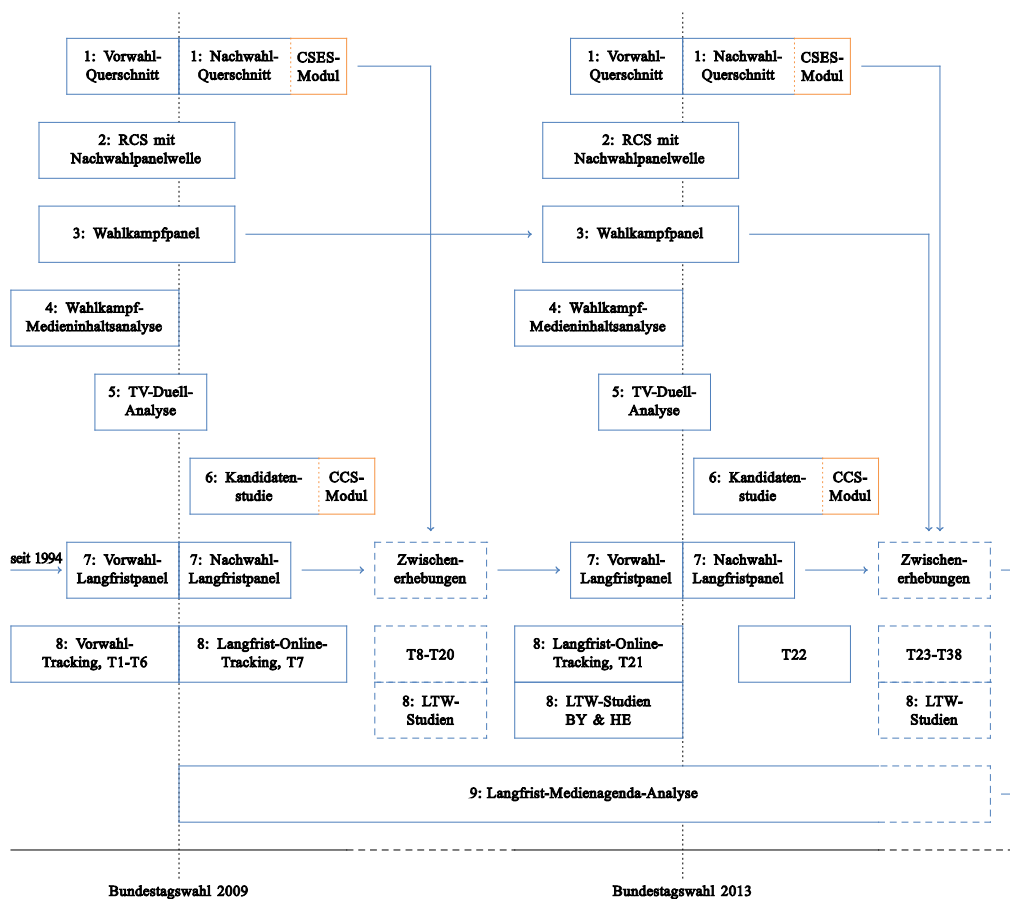 1: Vorwahl-
Querschnitt
1: Nachwahl-
Querschnitt
CSES-
Modul
1: Vorwahl-
Querschnitt
1: Nachwahl-
Querschnitt
CSES-
Modul
2: RCS mit
Nachwahlpanelwelle
2: RCS mit
Nachwahlpanelwelle
3: Wahlkampfpanel
3: Wahlkampfpanel
4: Wahlkampf-
Medieninhaltsanalyse
4: Wahlkampf-
Medieninhaltsanalyse
5: TV-Duell-
Analyse
5: TV-Duell-
Analyse
6: Kandidaten-
studie
CCS-
Modul
6: Kandidaten-
studie
CCS-
Modul
seit 1994
7: Vorwahl-
Langfristpanel
7: Nachwahl-
Langfristpanel
Zwischen-
erhebungen
7: Vorwahl-
Langfristpanel
7: Nachwahl-
Langfristpanel
Zwischen-
erhebungen
8: Vorwahl-
Tracking, T1-T6
8: Langfrist-Online-
Tracking, T7
T8-T20
8: Langfrist-Online-
Tracking, T21
T22
T23-T38
8: LTW-
Studien
8: LTW-Studien
BY & HE
8: LTW-
Studien
9: Langfrist-Medienagenda-Analyse
Bundestagswahl 2009
Bundestagswahl 2013